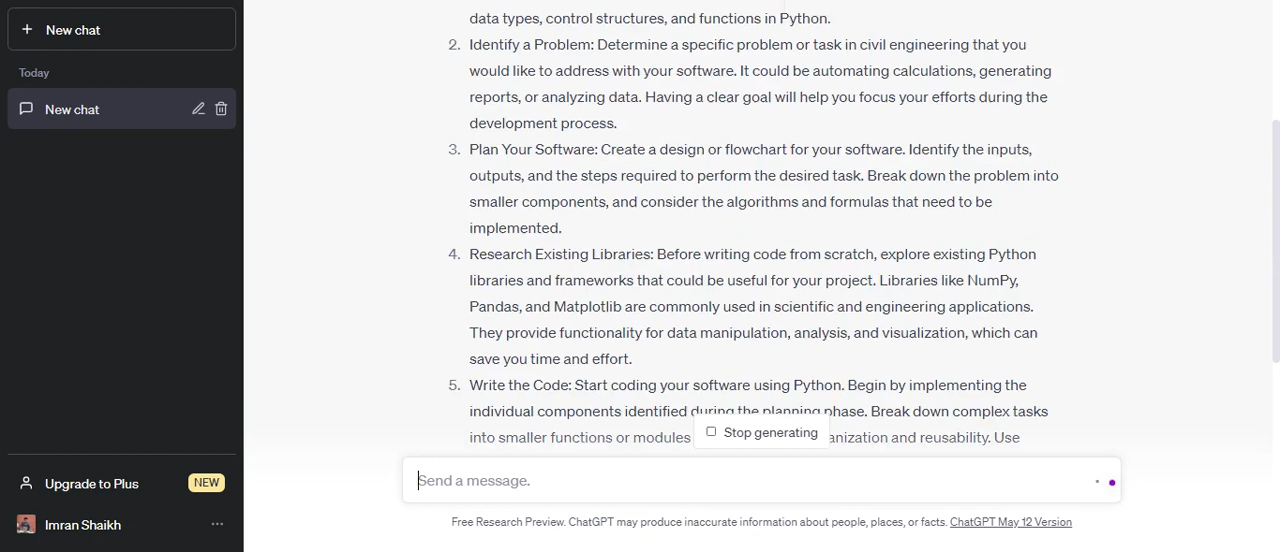 New chat
Today
New chat
Upgrade to Plus NEW
Imran Shaikh
data types, control structures, and functions in Python.
2. Identify a Problem: Determine a specific problem or task in civil engineering that you
would like to address with your software. It could be automating calculations, generating
reports, or analyzing data. Having a clear goal will help you focus your efforts during the
development process.
3. Plan Your Software: Create a design or flowchart for your software. Identify the inputs,
outputs, and the steps required to perform the desired task. Break down the problem into
smaller components, and consider the algorithms and formulas that need to be
implemented.
4. Research Existing Libraries: Before writing code from scratch, explore existing Python
libraries and frameworks that could be useful for your project. Libraries like NumPy,
Pandas, and Matplotlib are commonly used in scientific and engineering applications.
They provide functionality for data manipulation, analysis, and visualization, which can
save you time and effort.
5. Write the Code: Start coding your software using Python. Begin by implementing the
individual components identified during the planning phase. Break down complex tasks
into smaller functions or modules anization and reusability. Use
Stop generating
Send a message.
Free Research Preview. ChatGPT may produce inaccurate information about people, places, or facts. ChatGPT May 12 Version